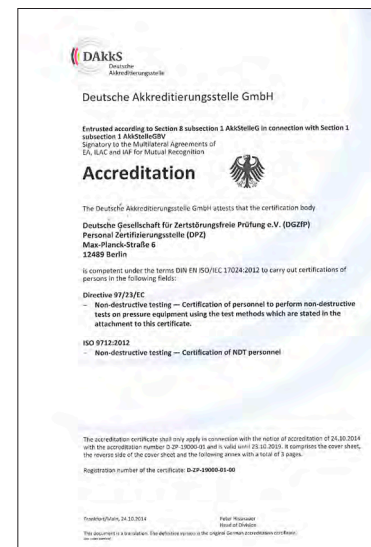 DAkkS
Deutsche
Akkreditierungsstelle
Deutsche Akkreditierungsstelle GmbH
Entrusted according to Section 8 subsection 1 AkkStelleG in connection with Section 1
subsection 1 AkkStelleGBV
Signatory to the Multilateral Agreements of
EA, ILAC and IAF for Mutual Recognition
Accreditation
The Deutsche Akkreditierungsstelle GmbH attests that the certification body
Deutsche Gesellschaft für Zertstörungsfreie Prüfung e.V. (DGZfP)
Personal Zertifizierungsstelle (DPZ)
Max-Planck-Straße 6
12489 Berlin
is competent under the terms DIN EN ISO/IEC 17024:2012 to carry out certifications of
persons in the following fields:
Directive 97/23/EC
– Non-destructive testing — Certification of personnel to perform non-destructive
tests on pressure equipment using the test methods which are stated in the
attachment to this certificate.
ISO 9712:2012
– Non-destructive testing — Certification of NDT personnel
The accreditation certificate shall only apply in connection with the notice of accreditation of 24.10.2014
with the accreditation number D-ZP-19000-01 and is valid until 23.10.2019. It comprises the cover sheet,
the reverse side of the cover sheet and the following annex with a total of 3 pages.
Registration number of the certificate: D-ZP-19000-01-00
Frankfurt/Main, 24.10.2014
Head of Division
This document is a translation. The definitive version is the original German accreditation certificate.